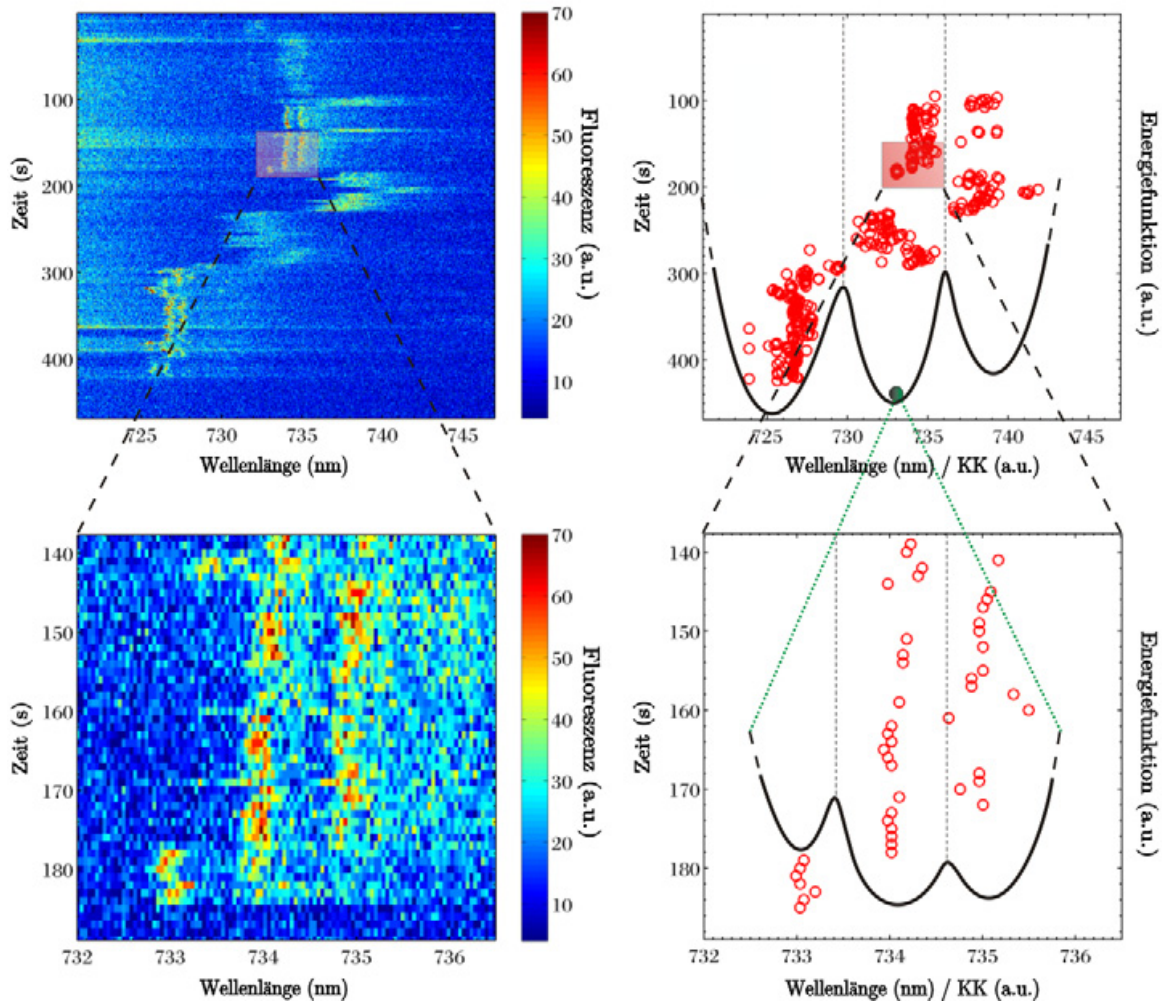 70
60
50
40
30
20
10
Fluoreszenz (a.u.)
100
200
300
400
Zeit (s)
725 730 735 740 745
Wellenlänge (nm)
100
200
300
400
Zeit (s)
Energiefunktion (a.u.)
725 730 735 740 745
Wellenlänge (nm) / KK (a.u.)
70
60
50
40
30
20
10
Fluoreszenz (a.u.)
140
150
160
170
180
Zeit (s)
732 733 734 735 736
Wellenlänge (nm)
140
150
160
170
180
Zeit (s)
Energiefunktion (a.u.)
732 733 734 735 736
Wellenlänge (nm) / KK (a.u.)